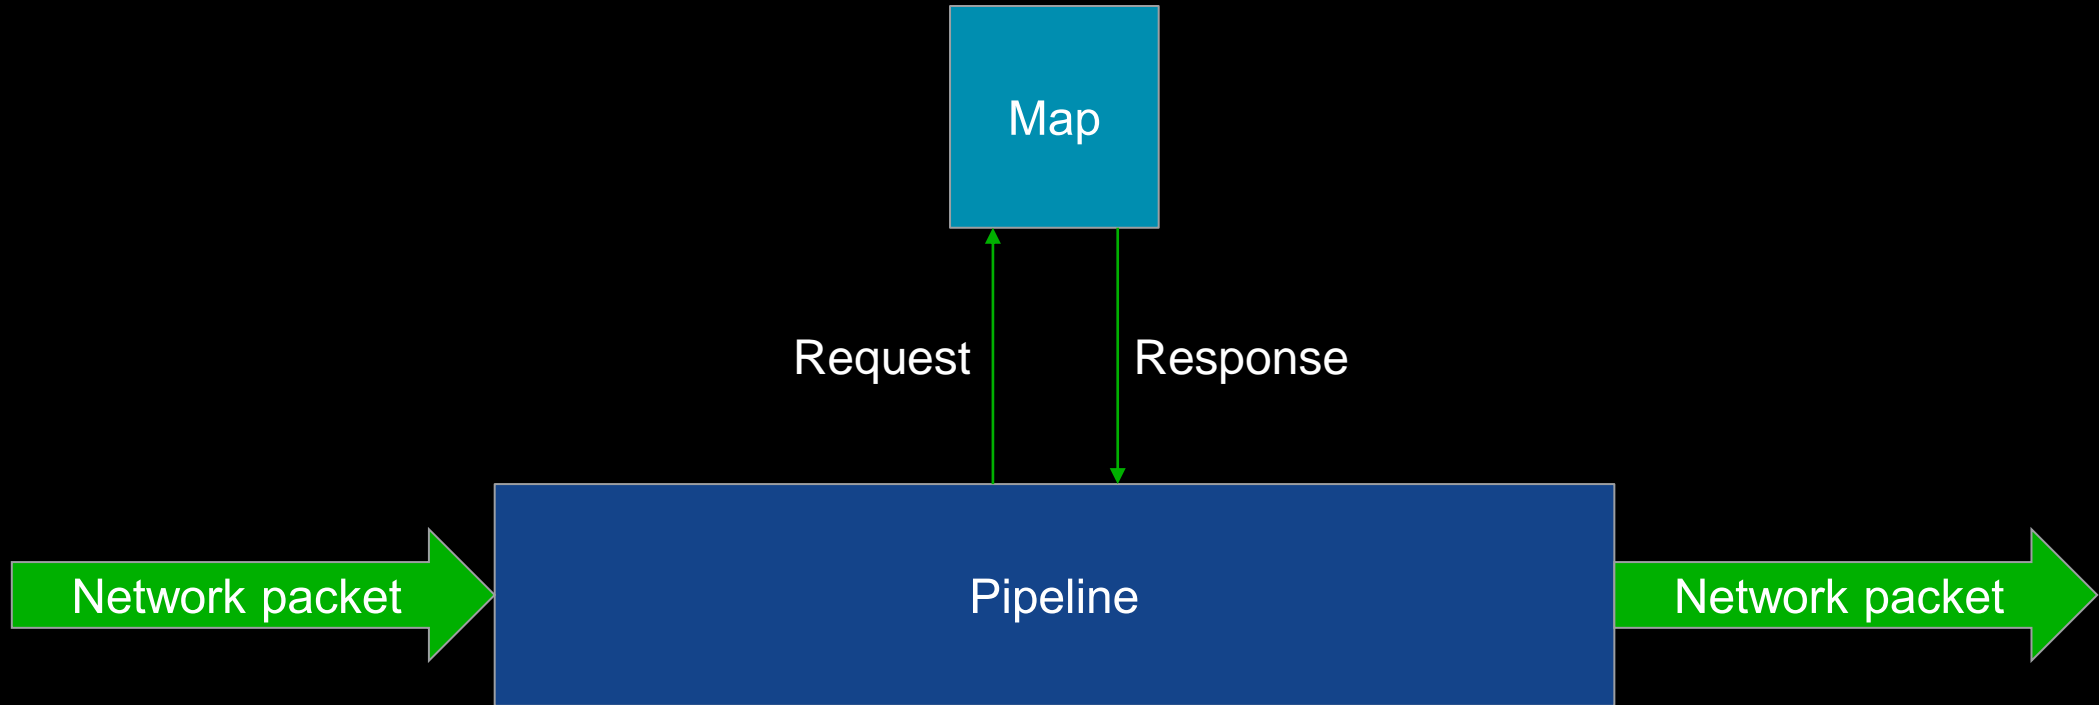 Map
Request
Response
Network packet
Pipeline
Network packet